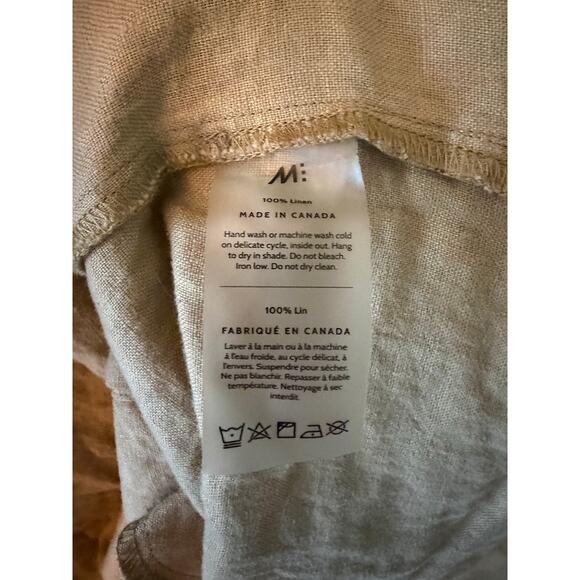 M
100% Linen
MADE IN CANADA
Hand wash or machine wash cold
on delicate cycle, inside out. Hang
to dry in shade. Do not bleach.
Iron low. Do not dry clean.
100% Lin
FABRIQUÉ EN CANADA
Laver à la main ou à la machine
à l'eau froide, au cycle délicat, à
l'envers. Suspendre pour sécher.
Ne pas blanchir. Repasser à faible
température. Nettoyage à sec
interdit.